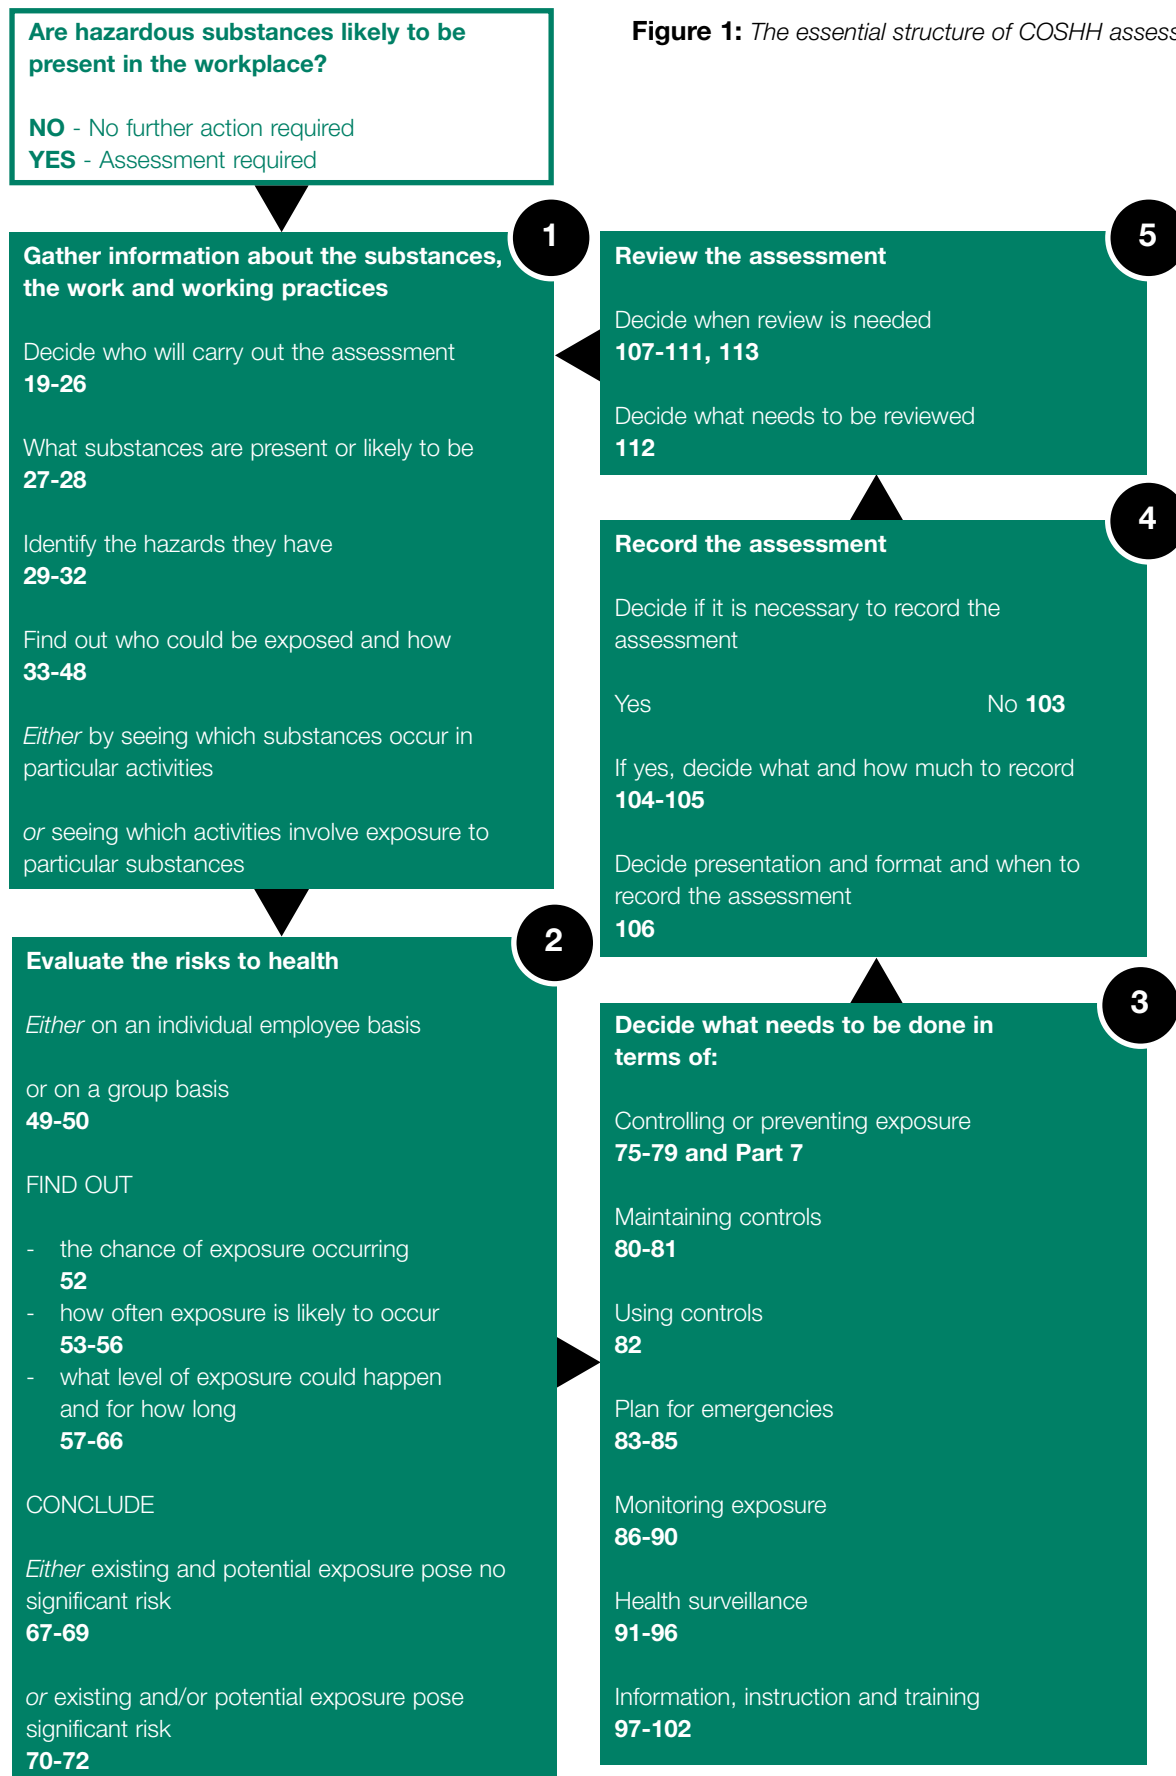 Figure 1: The essential structure of COSHH assess
Are hazardous substances likely to be
present in the workplace?
NO - No further action required
YES - Assessment required
1
Gather information about the substances,
the work and working practices
Decide who will carry out the assessment
19-26
What substances are present or likely to be
27-28
Identify the hazards they have
29-32
Find out who could be exposed and how
33-48
Either by seeing which substances occur in
particular activities
or seeing which activities involve exposure to
particular substances
2
Evaluate the risks to health
Either on an individual employee basis
or on a group basis
49-50
FIND OUT
- the chance of exposure occurring
52
- how often exposure is likely to occur
53-56
- what level of exposure could happen
and for how long
57-66
CONCLUDE
Either existing and potential exposure pose no
significant risk
67-69
or existing and/or potential exposure pose
significant risk
70-72
3
Decide what needs to be done in
terms of:
Controlling or preventing exposure
75-79 and Part 7
Maintaining controls
80-81
Using controls
82
Plan for emergencies
83-85
Monitoring exposure
86-90
Health surveillance
91-96
Information, instruction and training
97-102
4
Record the assessment
Decide if it is necessary to record the
assessment
Yes No 103
If yes, decide what and how much to record
104-105
Decide presentation and format and when to
record the assessment
106
5
Review the assessment
Decide when review is needed
107-111, 113
Decide what needs to be reviewed
112